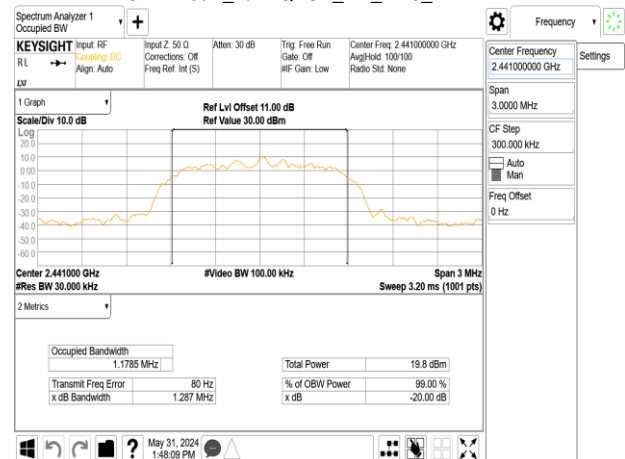 Spectrum Analyzer 1
Occupied BW
Frequency
KEYSIGHT
RL
Input: RF
Coupling: DC
Align: Auto
Input Z: 50 Ω
Corrections: Off
Freq Ref: Int (S)
Atten: 30 dB
Trig: Free Run
Gate: Off
#IF Gain: Low
Center Freq: 2.441000000 GHz
Avg|Hold: 100/100
Radio Std: None
Center Frequency
2.441000000 GHz
Settings
Span
3.0000 MHz
CF Step
300.000 kHz
Auto
Man
Freq Offset
0 Hz
1 Graph
Scale/Div 10.0 dB
Ref Lvl Offset 11.00 dB
Ref Value 30.00 dBm
Log
20.0
10.0
0.00
-10.0
-20.0
-30.0
-40.0
-50.0
-60.0
Center 2.441000 GHz
#Video BW 100.00 kHz
Span 3 MHz
#Res BW 30.000 kHz
Sweep 3.20 ms (1001 pts)
2 Metrics
Occupied Bandwidth
1.1785 MHz
Total Power 19.8 dBm
Transmit Freq Error 80 Hz
% of OBW Power 99.00 %
x dB Bandwidth 1.287 MHz
x dB -20.00 dB
?
May 31, 2024
1:48:09 PM